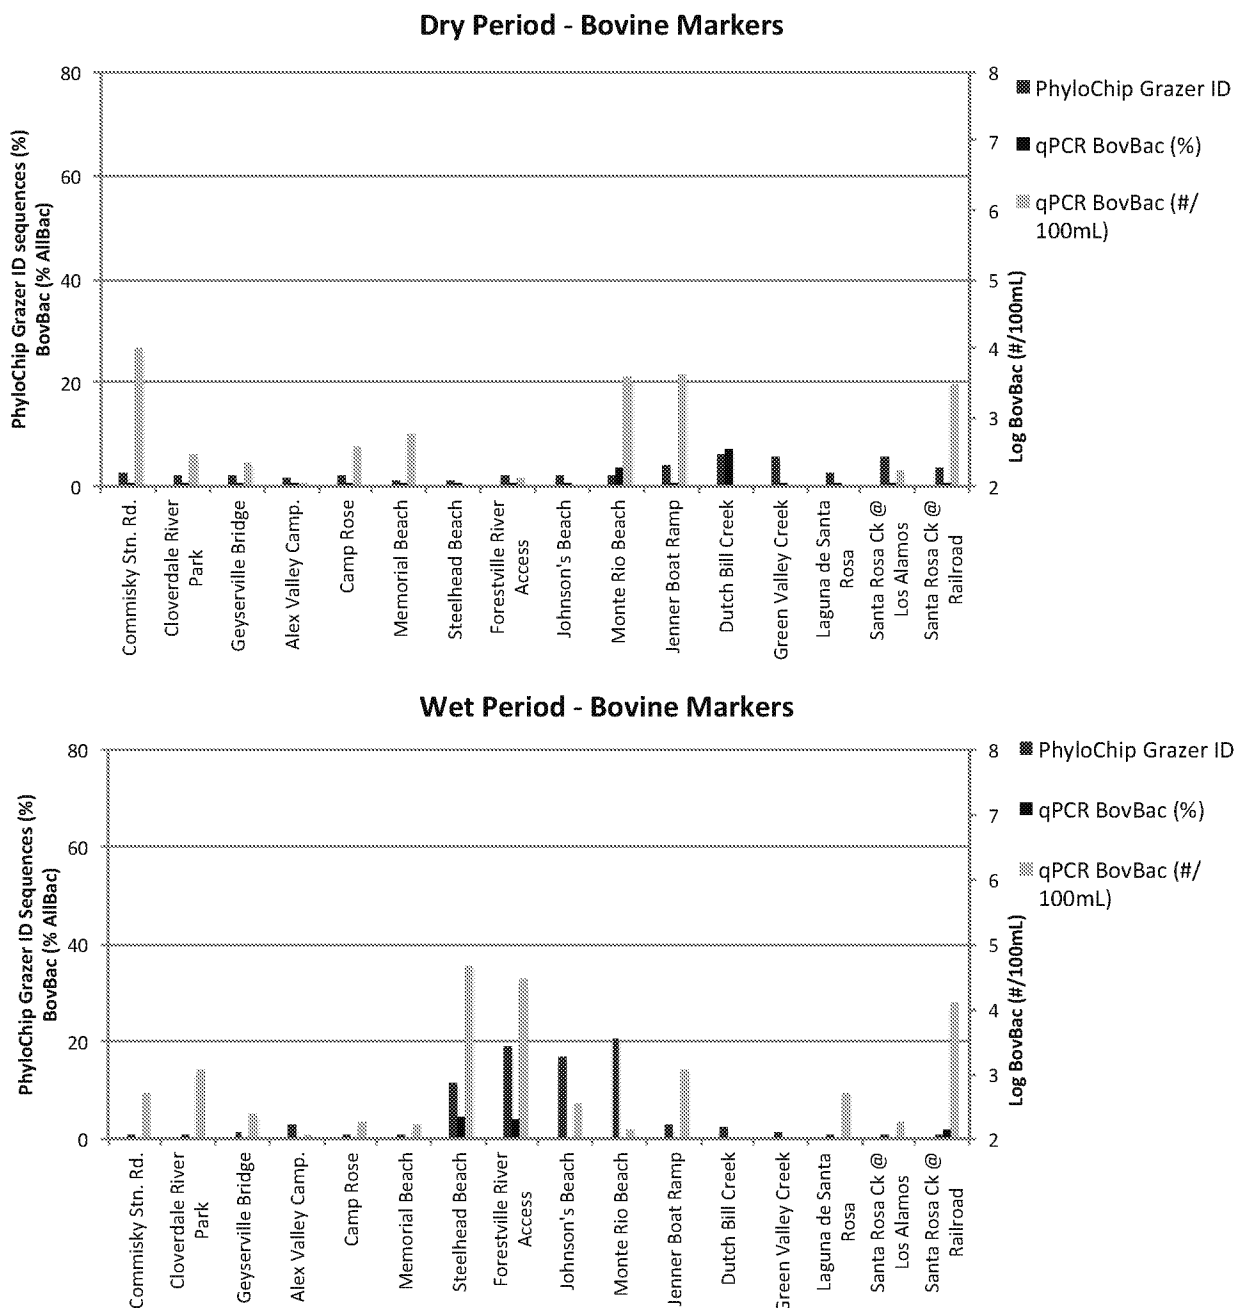 Dry Period - Bovine Markers
PhyloChip Grazer ID sequences (%)
BovBac (% AllBac)
80
60
40
20
0
8
7
6
5
4
3
2
Log BovBac (#/100mL)
PhyloChip Grazer ID
qPCR BovBac (%)
qPCR BovBac (#/
100mL)
Commisky Stn. Rd.
Cloverdale River
Park
Geyserville Bridge
Alex Valley Camp.
Camp Rose
Memorial Beach
Steelhead Beach
Forestville River
Access
Johnson's Beach
Monte Rio Beach
Jenner Boat Ramp
Dutch Bill Creek
Green Valley Creek
Laguna de Santa
Rosa
Santa Rosa Ck @
Los Alamos
Santa Rosa Ck @
Railroad
Wet Period - Bovine Markers
PhyloChip Grazer ID Sequences (%)
BovBac (% AllBac)
80
60
40
20
0
8
7
6
5
4
3
2
Log BovBac (#/100mL)
PhyloChip Grazer ID
qPCR BovBac (%)
qPCR BovBac (#/
100mL)
Commisky Stn. Rd.
Cloverdale River
Park
Geyserville Bridge
Alex Valley Camp.
Camp Rose
Memorial Beach
Steelhead Beach
Forestville River
Access
Johnson's Beach
Monte Rio Beach
Jenner Boat Ramp
Dutch Bill Creek
Green Valley Creek
Laguna de Santa
Rosa
Santa Rosa Ck @
Los Alamos
Santa Rosa Ck @
Railroad